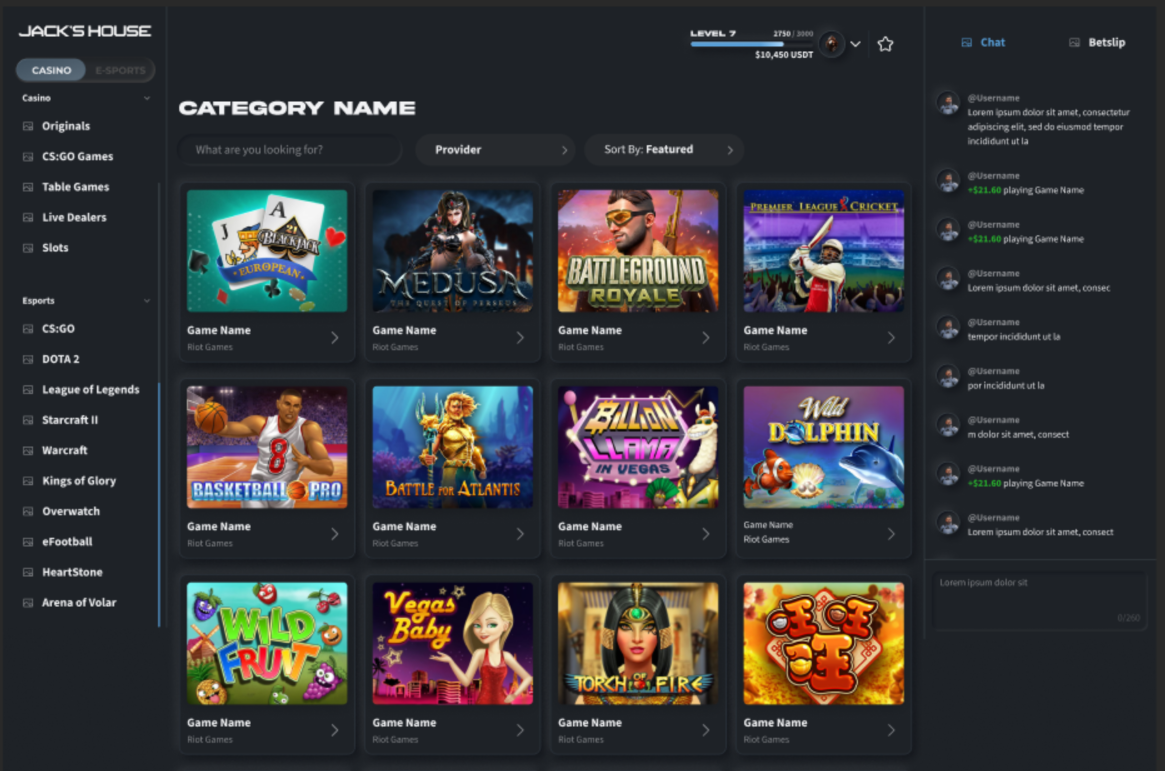 JACK'S HOUSE
CASINO
E-SPORTS
Casino
Originals
CS:GO Games
Table Games
Live Dealers
Slots
Esports
CS:GO
DOTA 2
League of Legends
Starcraft II
Warcraft
Kings of Glory
Overwatch
eFootball
HeartStone
Arena of Volar
LEVEL 7
2750 / 3000
$10,450 USDT
CATEGORY NAME
What are you looking for?
Provider
Sort By: Featured
A
J
21
BLACKJACK
EUROPEAN
Game Name
Riot Games
MEDUSA
THE QUEST OF PERSEUS
Game Name
Riot Games
BATTLEGROUND
ROYALE
Game Name
Riot Games
PREMIER LEAGUE CRICKET
Game Name
Riot Games
8
BASKETBALL PRO
Game Name
Riot Games
BATTLE FOR ATLANTIS
Game Name
Riot Games
BILLION
LLAMA
IN VEGAS
Game Name
Riot Games
Wild
DOLPHIN
Game Name
Riot Games
WILD
FRUIT
Game Name
Riot Games
Vegas
Baby
Game Name
Riot Games
TORCH OF FIRE
Game Name
Riot Games
旺 旺
旺
Game Name
Riot Games
Chat
Betslip
@Username
Lorem ipsum dolor sit amet, consectetur
adipiscing elit, sed do eiusmod tempor
incididunt ut la
@Username
+$21.60 playing Game Name
@Username
+$21.60 playing Game Name
@Username
Lorem ipsum dolor sit amet, consec
@Username
tempor incididunt ut la
@Username
por incididunt ut la
@Username
m dolor sit amet, consect
@Username
+$21.60 playing Game Name
@Username
Lorem ipsum dolor sit amet, consect
Lorem ipsum dolor sit
0/260